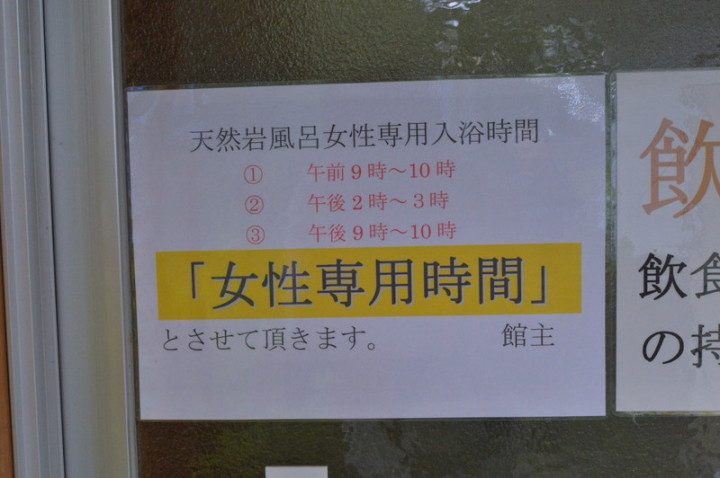 天然岩風呂女性専用入浴時間
① 午前9時～10時
② 午後2時～3時
③ 午後9時～10時
「女性専用時間」
とさせて頂きます。 館主
飲
飲食
の持